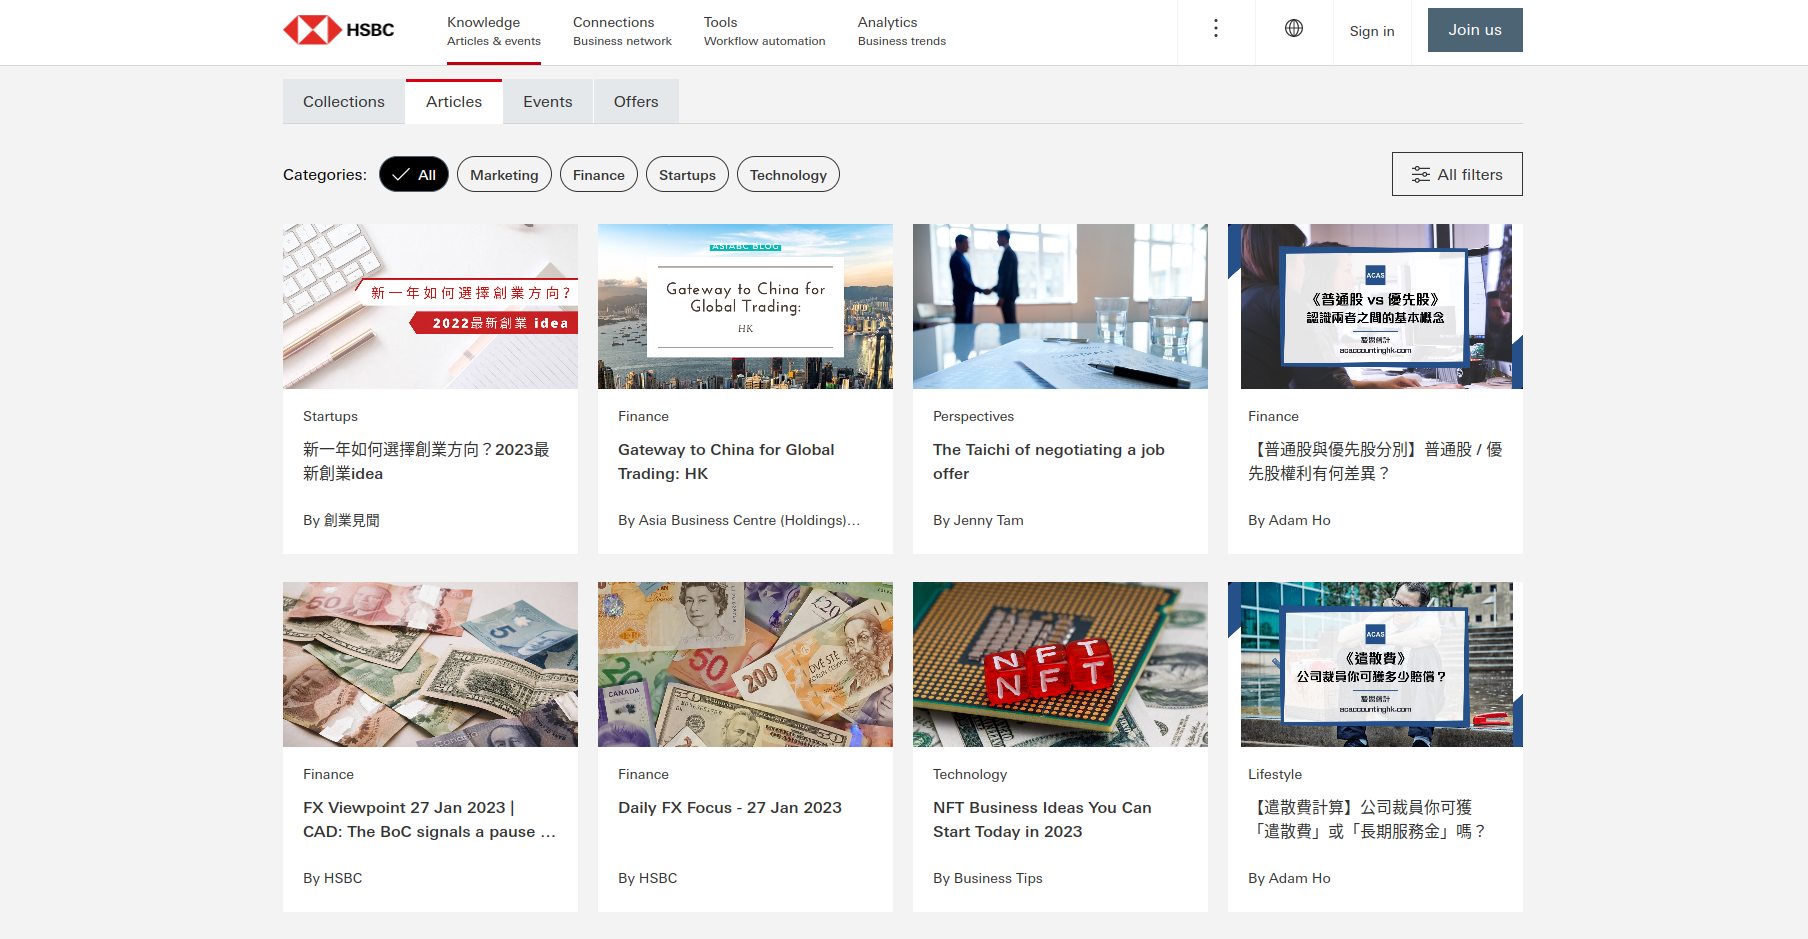 HSBC
Knowledge
Articles & events
Connections
Business network
Tools
Workflow automation
Analytics
Business trends
Sign in
Join us
Collections
Articles
Events
Offers
Categories:
All
Marketing
Finance
Startups
Technology
All filters
新一年如何選擇創業方向?
2022最新創業 idea
ASIABC BLOG
Gateway to China for
Global Trading:
HK
ACAS
《普通股 vs 優先股》
認識兩者之間的基本概念
acaccountinghk.com
Startups
新一年如何選擇創業方向？2023最
新創業idea
By 創業見聞
Finance
Gateway to China for Global
Trading: HK
By Asia Business Centre (Holdings)...
Perspectives
The Taichi of negotiating a job
offer
By Jenny Tam
Finance
【普通股與優先股分別】普通股 / 優
先股權利有何差異？
By Adam Ho
50
5
£20
200
DVĚ STĚ
50
20
CANADA
NFT
NFT
ACAS
《遣散費》
公司裁員你可獲多少賠償？
acaccountinghk.com
Finance
FX Viewpoint 27 Jan 2023 |
CAD: The BoC signals a pause ...
By HSBC
Finance
Daily FX Focus - 27 Jan 2023
By HSBC
Technology
NFT Business Ideas You Can
Start Today in 2023
By Business Tips
Lifestyle
【遣散費計算】公司裁員你可獲
「遣散費」或「長期服務金」嗎？
By Adam Ho